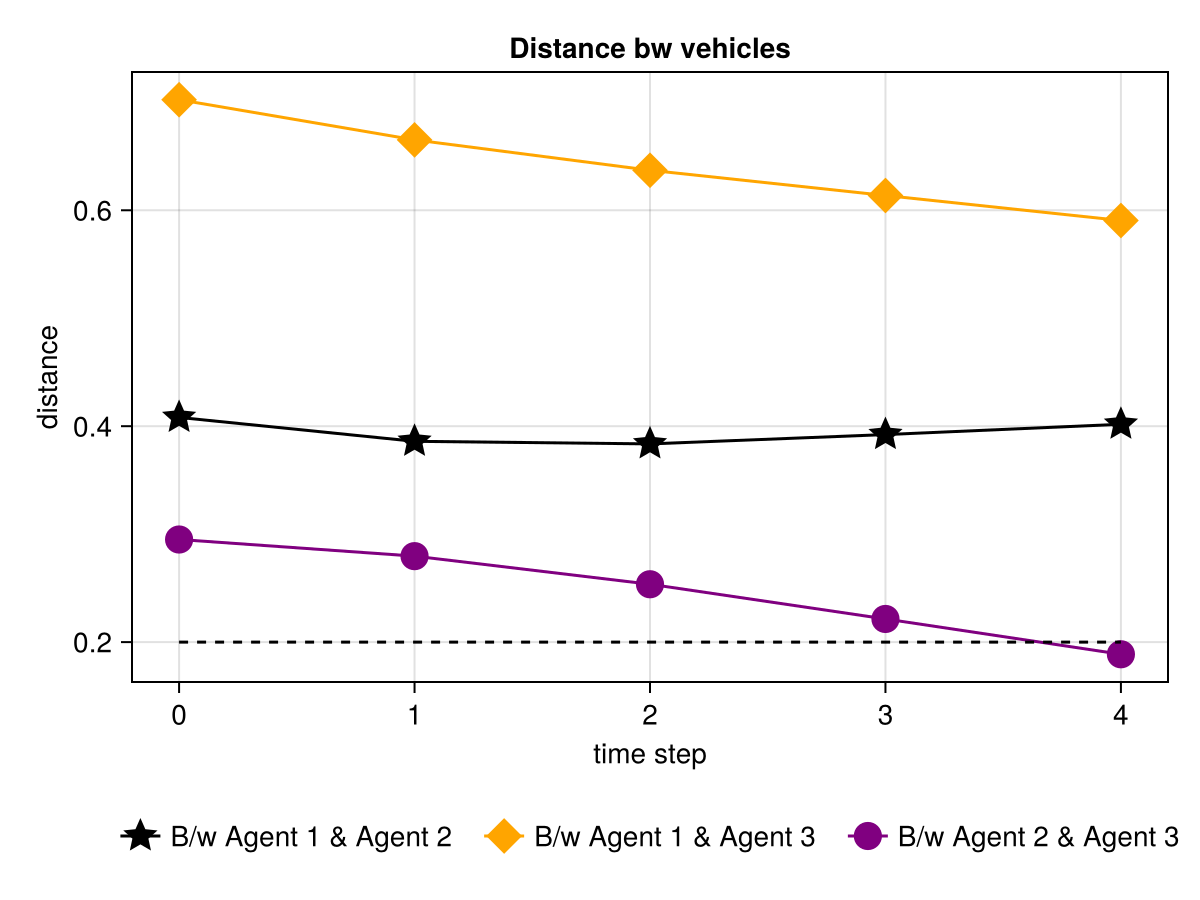 Distance bw vehicles
distance
0.6
0.4
0.2
0 1 2 3 4
time step
B/w Agent 1 & Agent 2 B/w Agent 1 & Agent 3 B/w Agent 2 & Agent 3